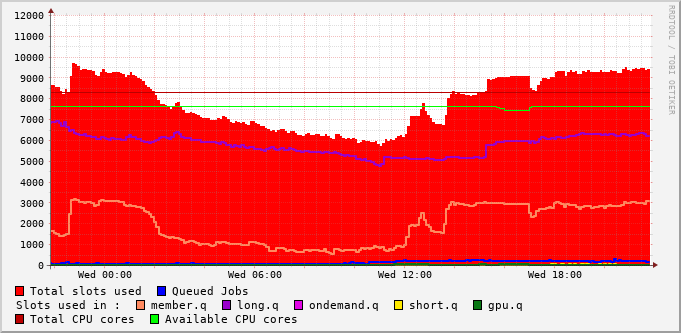 12000
11000
10000
9000
8000
7000
6000
5000
4000
3000
2000
1000
0
Wed 00:00 Wed 06:00 Wed 12:00 Wed 18:00
RRDTOOL / TOBI OETIKER
Total slots used Queued Jobs
Slots used in : member.q long.q ondemand.q short.q gpu.q
Total CPU cores Available CPU cores